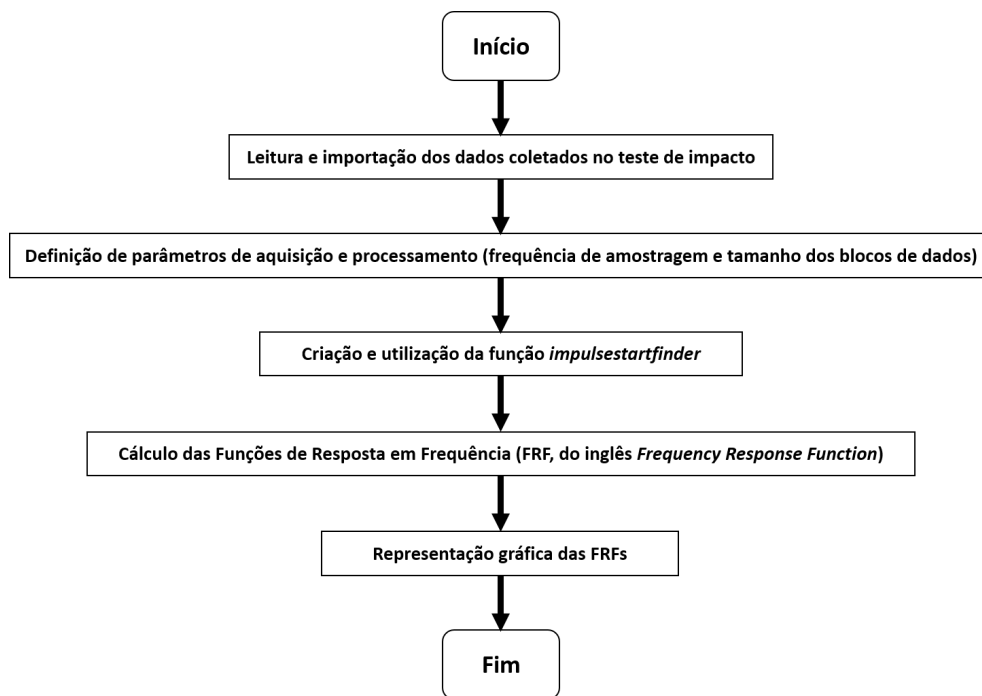 Início
Leitura e importação dos dados coletados no teste de impacto
Definição de parâmetros de aquisição e processamento (frequência de amostragem e tamanho dos blocos de dados)
Criação e utilização da função impulsestartfinder
Cálculo das Funções de Resposta em Frequência (FRF, do inglês Frequency Response Function)
Representação gráfica das FRFs
Fim